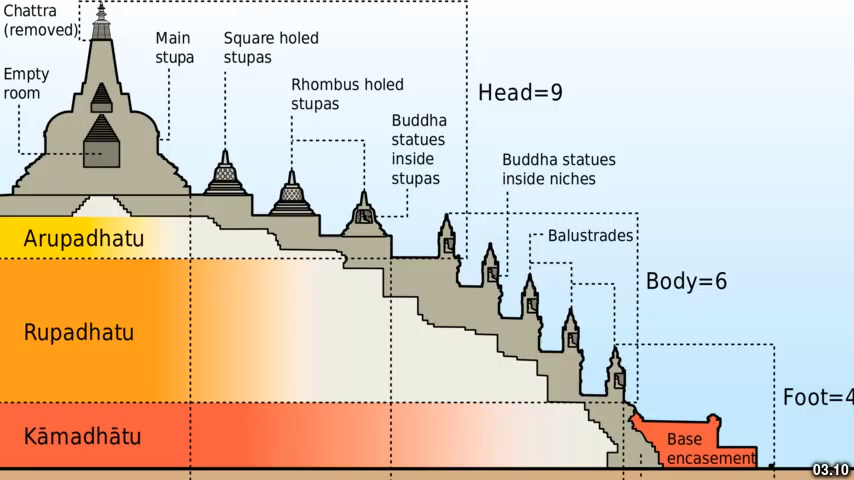 Chattra
(removed)
Empty
room
Main
stupa
Square holed
stupas
Rhombus holed
stupas
Buddha
statues
inside
stupas
Head=9
Buddha statues
inside niches
Balustrades
Arupadhatu
Body=6
Rupadhatu
Foot=4
Kāmadhātu
Base
encasement
03.10